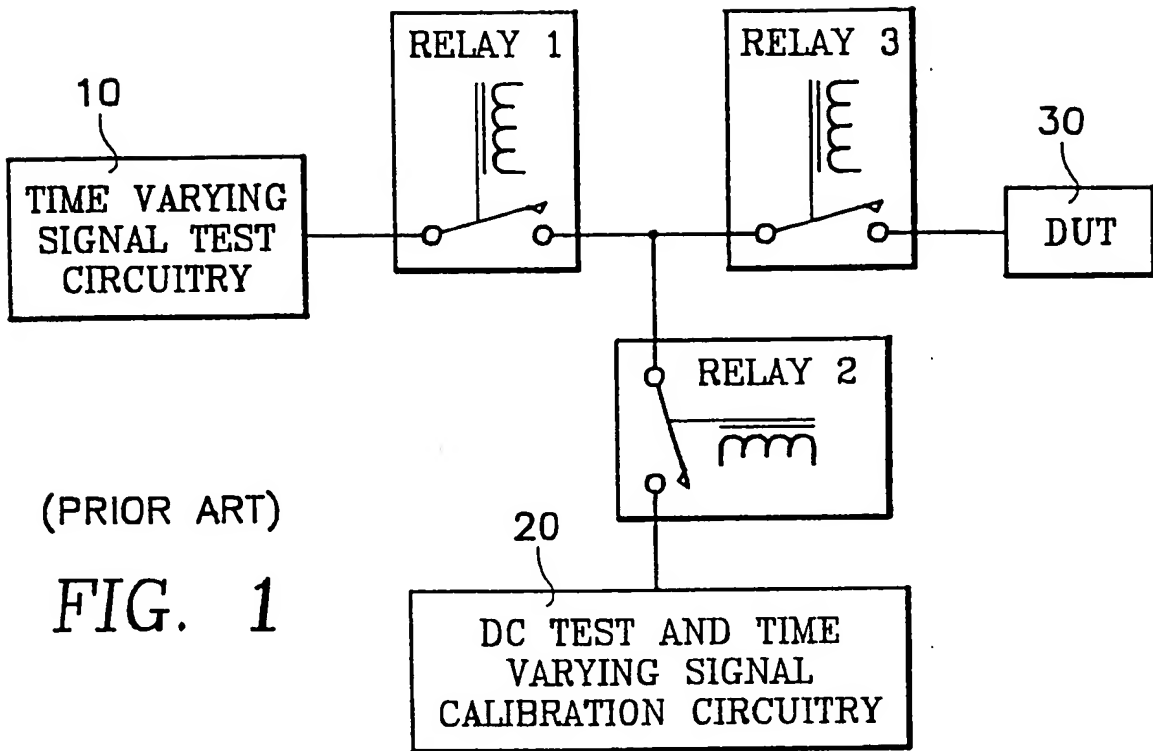 RELAY 1
RELAY 3
10
30
TIME VARYING
SIGNAL TEST
CIRCUITRY
DUT
RELAY 2
(PRIOR ART)
20
FIG. 1
DC TEST AND TIME
VARYING SIGNAL
CALIBRATION CIRCUITRY